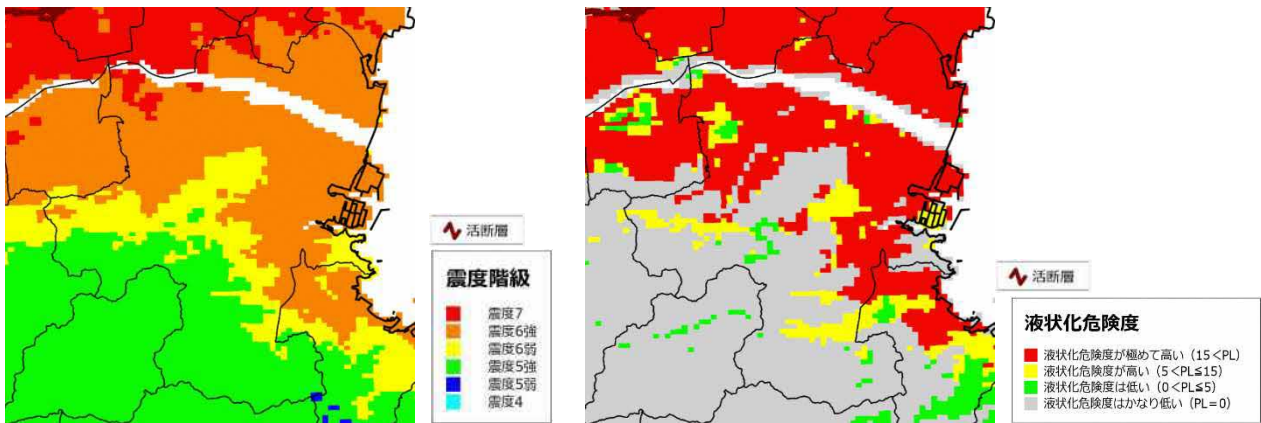 活断層
震度階級
震度7
震度6強
震度6弱
震度5強
震度5弱
震度4
活断層
液状化危険度
液状化危険度が極めて高い（15＜PL）
液状化危険度が高い（5＜PL≦15）
液状化危険度は低い（0＜PL≦5）
液状化危険度はかなり低い（PL＝0）